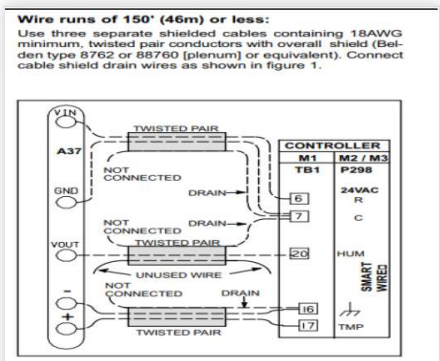 Wire runs of 150' (46m) or less:
Use three separate shielded cables containing 18AWG
minimum, twisted pair conductors with overall shield (Bel-
den type 8762 or 88760 [plenum] or equivalent). Connect
cable shield drain wires as shown in figure 1.
VIN
TWISTED PAIR
A37
CONTROLLER
M1
M2 / M3
TB1
P298
NOT
CONNECTED
24VAC
GND
DRAIN
6
R
7
C
NOT
CONNECTED
DRAIN
VOUT
TWISTED PAIR
20
HUM
UNUSED WIRE
SMART
WIRED
NOT
CONNECTED
DRAIN
-
16
+
17
TMP
TWISTED PAIR